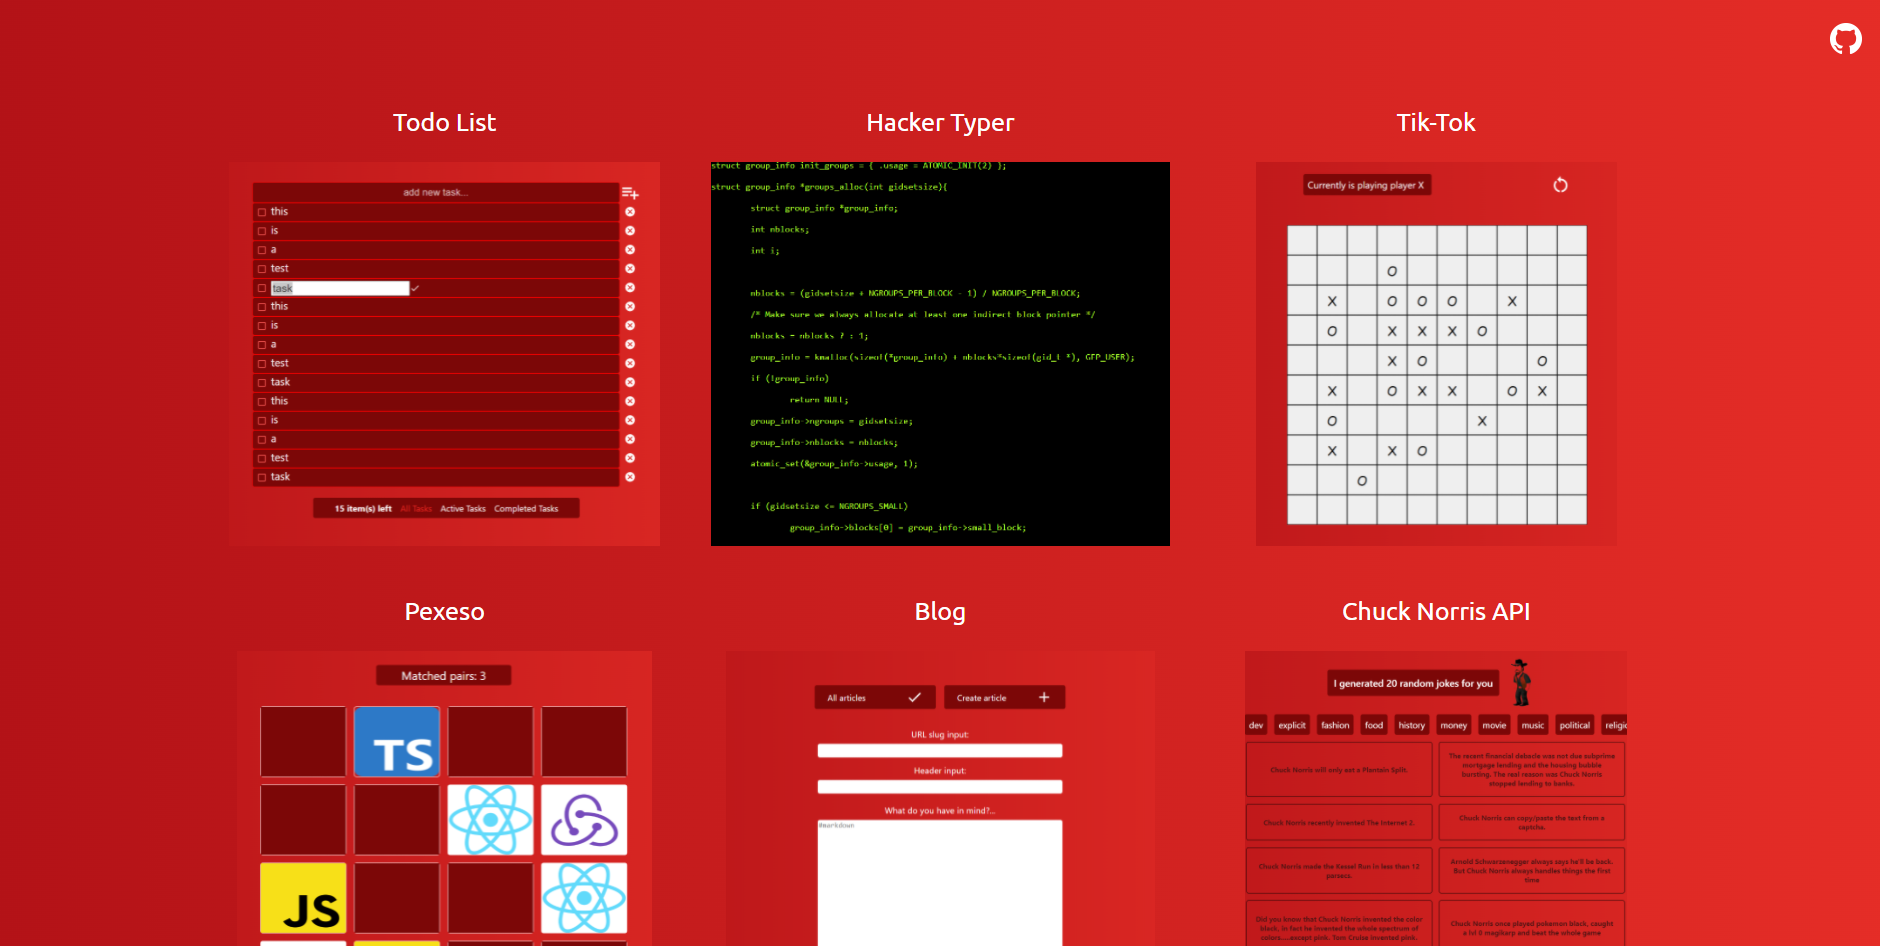 Todo List
add new task...
this
is
a
test
task
this
is
a
test
task
this
is
a
test
task
15 item(s) left All Tasks Active Tasks Completed Tasks
Hacker Typer
struct group_info init_groups = { .usage = ATOMIC_INIT(2) };
struct group_info *groups_alloc(int gidsetsize){
struct group_info *group_info;
int nblocks;
int i;
nblocks = (gidsetsize + NGROUPS_PER_BLOCK - 1) / NGROUPS_PER_BLOCK;
/* Make sure we always allocate at least one indirect block pointer */
nblocks = nblocks ? : 1;
group_info = kmalloc(sizeof(*group_info) + nblocks*sizeof(gid_t *), GFP_USER);
if (!group_info)
return NULL;
group_info->ngroups = gidsetsize;
group_info->nblocks = nblocks;
atomic_set(&group_info->usage, 1);
if (gidsetsize <= NGROUPS_SMALL)
group_info->blocks[0] = group_info->small_block;
Tik-Tok
Currently is playing player X
O
X O O O X
O X X X O
X O O
X O X X O X
O X
X X O
O
Pexeso
Matched pairs: 3
TS
JS
Blog
All articles Create article
URL slug input:
Header input:
What do you have in mind?...
#markdown
Chuck Norris API
I generated 20 random jokes for you
dev explicit fashion food history money movie music political religio
Chuck Norris will only eat a Plantain Split.
The recent financial debacle was not due subprime
mortgage lending and the housing bubble
bursting. The real reason was Chuck Norris
stopped lending to banks.
Chuck Norris recently invented The Internet 2.
Chuck Norris can copy/paste the text from a
captcha.
Chuck Norris made the Kessel Run in less than 12
parsecs.
Arnold Schwarzenegger always says he'll be back.
But Chuck Norris always handles things the first
time
Did you know that Chuck Norris invented the color
black, in fact he invented the whole spectrum of
colors....except pink. Tom Cruise invented pink.
Chuck Norris once played pokemon black, caught
a lvl 0 magikarp and beat the whole game